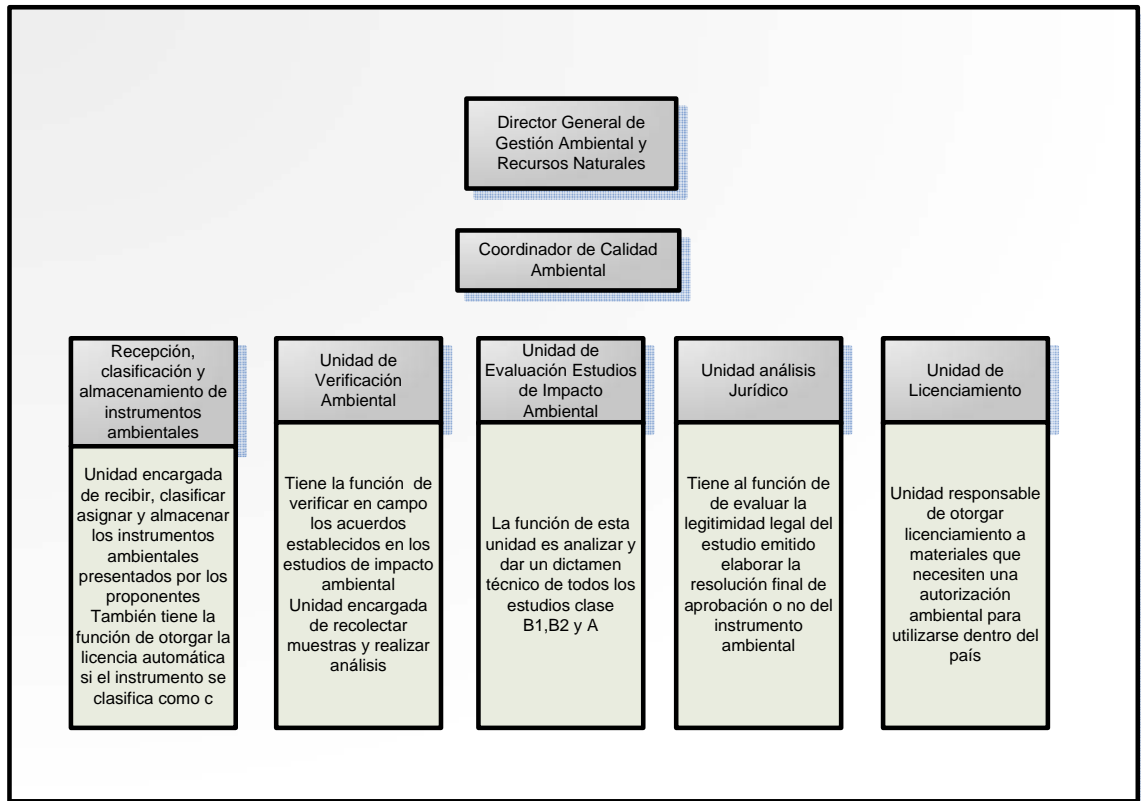 Director General de
Gestión Ambiental y
Recursos Naturales
Coordinador de Calidad
Ambiental
Recepción,
clasificación y
almacenamiento de
instrumentos
ambientales
Unidad encargada
de recibir, clasificar
asignar y almacenar
los instrumentos
ambientales
presentados por los
proponentes
También tiene la
función de otorgar la
licencia automática
si el instrumento se
clasifica como c
Unidad de
Verificación
Ambiental
Tiene la función de
verificar en campo
los acuerdos
establecidos en los
estudios de impacto
ambiental
Unidad encargada
de recolectar
muestras y realizar
análisis
Unidad de
Evaluación Estudios
de Impacto
Ambiental
La función de esta
unidad es analizar y
dar un dictamen
técnico de todos los
estudios clase
B1,B2 y A
Unidad análisis
Jurídico
Tiene al función de
de evaluar la
legitimidad legal del
estudio emitido
elaborar la
resolución final de
aprobación o no del
instrumento
ambiental
Unidad de
Licenciamiento
Unidad responsable
de otorgar
licenciamiento a
materiales que
necesiten una
autorización
ambiental para
utilizarse dentro del
país